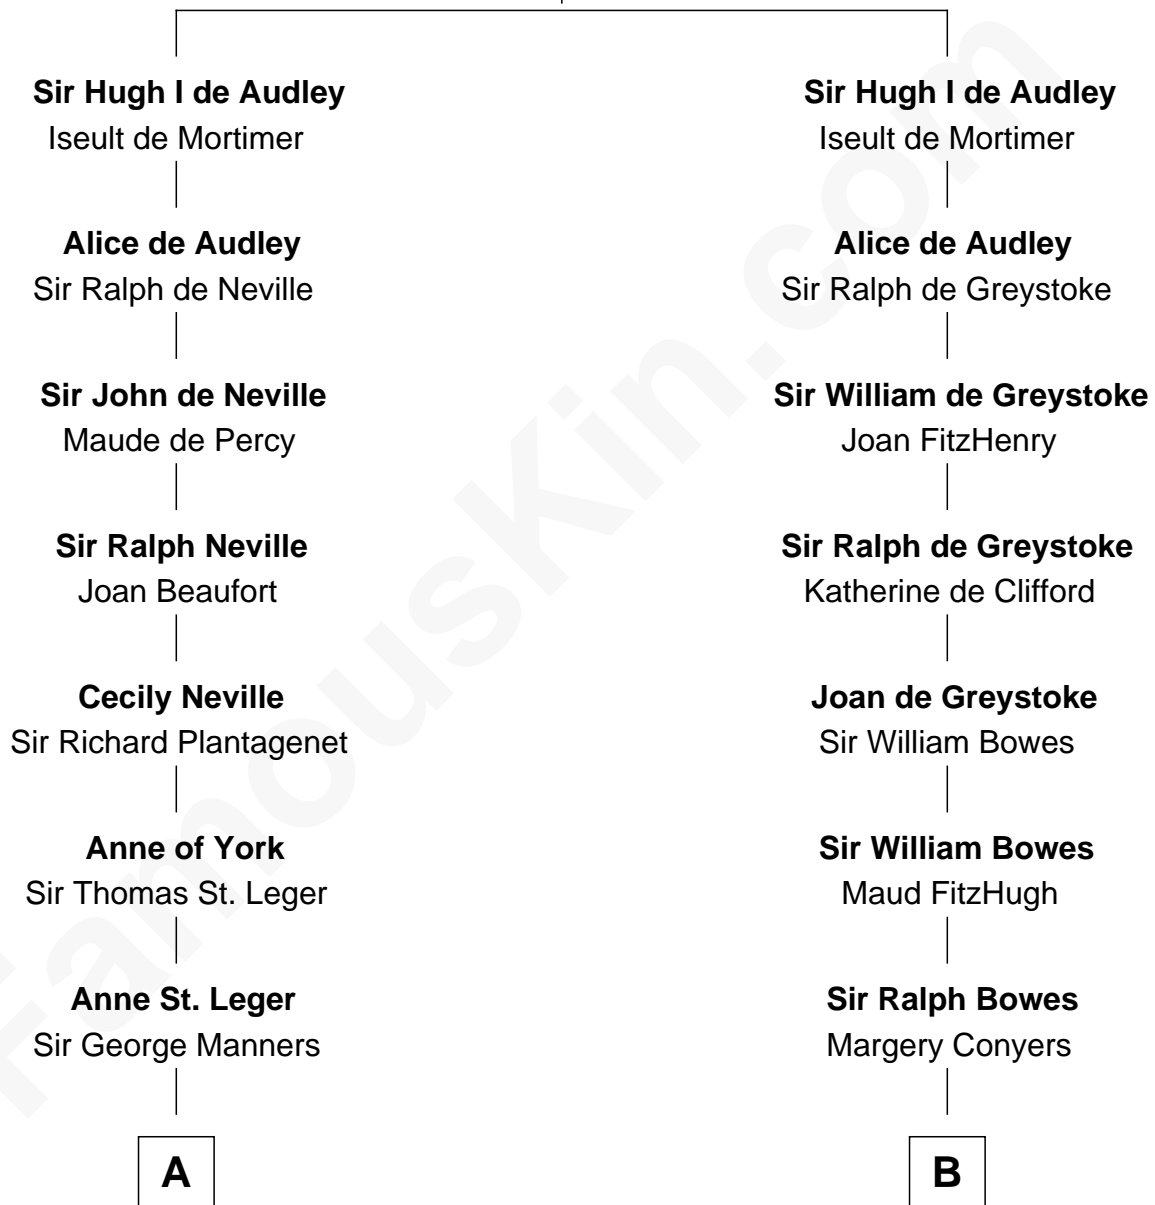 Sir Hugh I de Audley
Iseult de Mortimer
Alice de Audley
Sir Ralph de Neville
Sir John de Neville
Maude de Percy
Sir Ralph Neville
Joan Beaufort
Cecily Neville
Sir Richard Plantagenet
Anne of York
Sir Thomas St. Leger
Anne St. Leger
Sir George Manners
A
Sir Hugh I de Audley
Iseult de Mortimer
Alice de Audley
Sir Ralph de Greystoke
Sir William de Greystoke
Joan FitzHenry
Sir Ralph de Greystoke
Katherine de Clifford
Joan de Greystoke
Sir William Bowes
Sir William Bowes
Maud FitzHugh
Sir Ralph Bowes
Margery Conyers
B
FamousKin.com